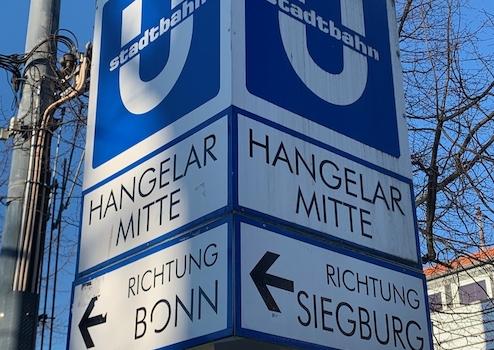 U
stadtbahn
HANGELAR
MITTE
RICHTUNG
BONN
U
stadtbahn
HANGELAR
MITTE
RICHTUNG
SIEGBURG